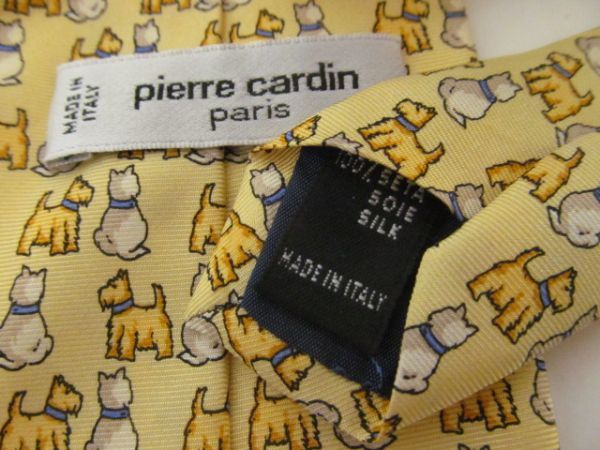 MADE IN
ITALY
pierre cardin
paris
100% SETA
SOIE
SILK
MADE IN ITALY